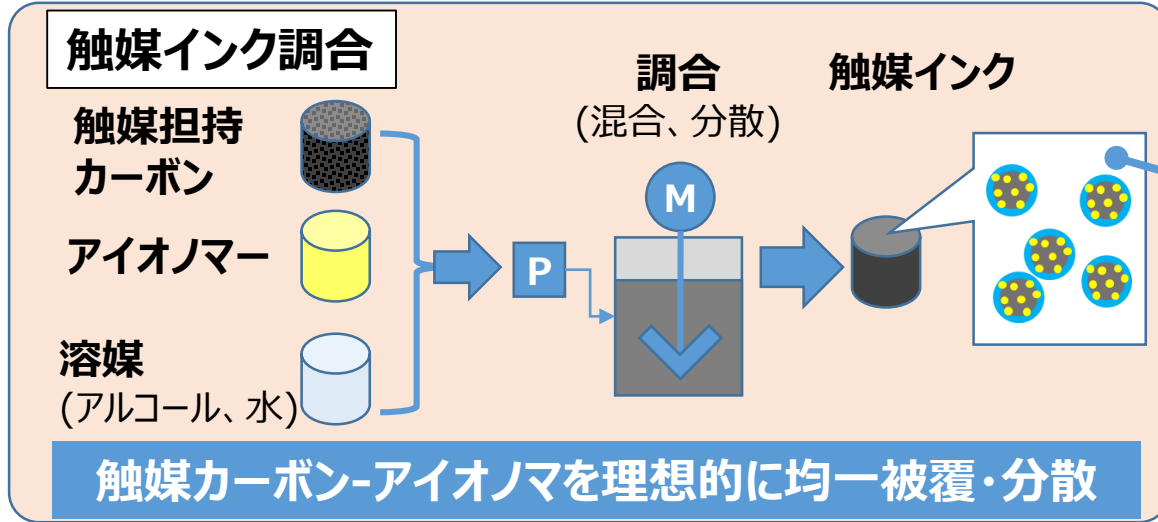 触媒インク調合
触媒担持
カーボン
アイオノマー
溶媒
(アルコール、水)
P
調合
(混合、分散)
M
触媒インク
触媒カーボン-アイオノマを理想的に均一被覆・分散